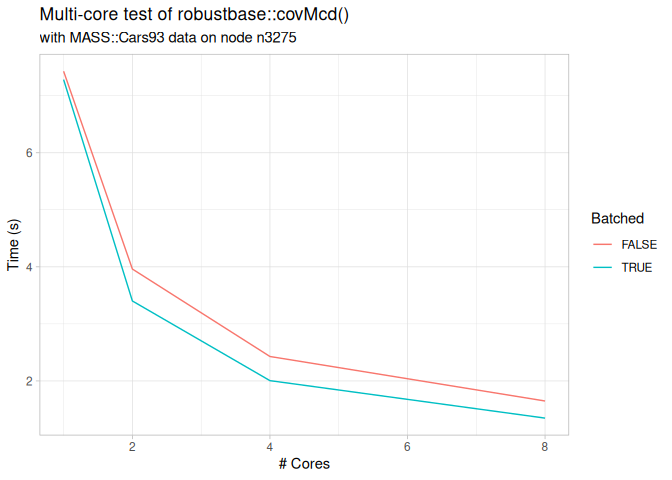 Multi-core test of robustbase::covMcd()
with MASS::Cars93 data on node n3275
Time (s)
6
4
2
2 4 6 8
# Cores
Batched
FALSE
TRUE